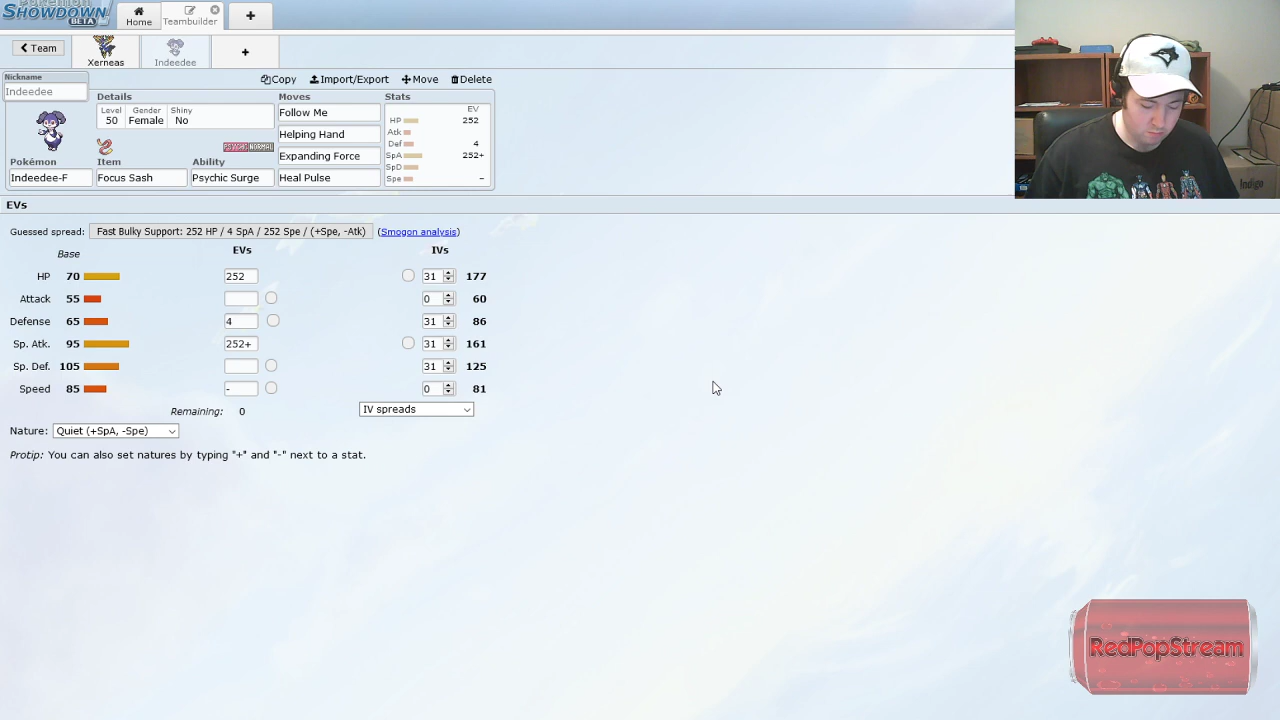 Pokémon
SHOWDOWN
BETA
Home
Teambuilder
+
Team
Xerneas
Indeedee
+
Nickname
Indeedee
Copy
Import/Export
Move
Delete
Details
Level
50
Gender
Female
Shiny
No
PSYCHIC NORMAL
Pokémon
Indeedee-F
Item
Focus Sash
Ability
Psychic Surge
Moves
Follow Me
Helping Hand
Expanding Force
Heal Pulse
Stats
EV
HP 252
Atk
Def 4
SpA 252+
SpD
Spe –
EVs
Guessed spread: Fast Bulky Support: 252 HP / 4 SpA / 252 Spe / (+Spe, -Atk) (Smogon analysis)
Base EVs IVs
HP 70 252 31 177
Attack 55 0 60
Defense 65 4 31 86
Sp. Atk. 95 252+ 31 161
Sp. Def. 105 31 125
Speed 85 - 0 81
Remaining: 0 IV spreads
Nature: Quiet (+SpA, -Spe)
Protip: You can also set natures by typing "+" and "-" next to a stat.
Indigo
RedPopStream